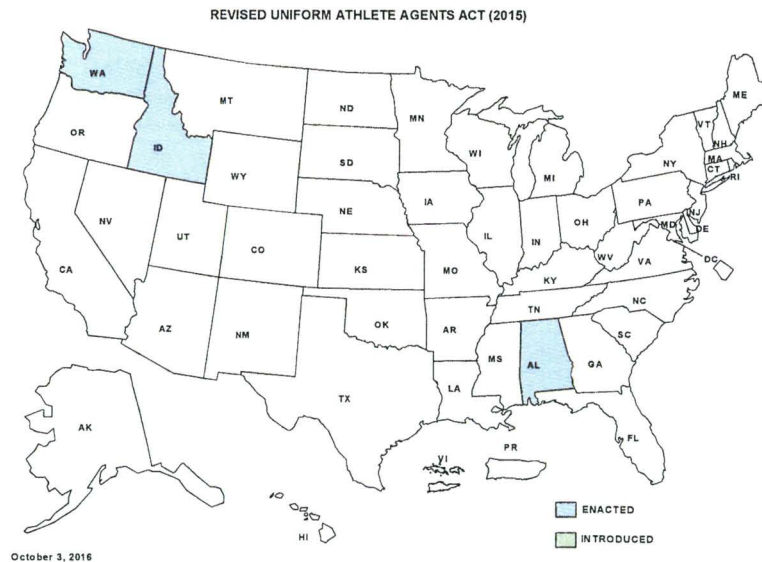 REVISED UNIFORM ATHLETE AGENTS ACT (2015)
WA
MT
ND
MN
ME
VT
NH
OR
ID
SD
WI
MI
NY
MA
CT
RI
WY
IA
PA
NJ
NE
OH
MD
DE
NV
UT
CO
IL
IN
WV
VA
DC
CA
KS
MO
KY
NC
AZ
NM
OK
AR
TN
SC
MS
AL
GA
LA
TX
AK
FL
PR
VI
HI
ENACTED
INTRODUCED
October 3, 2016